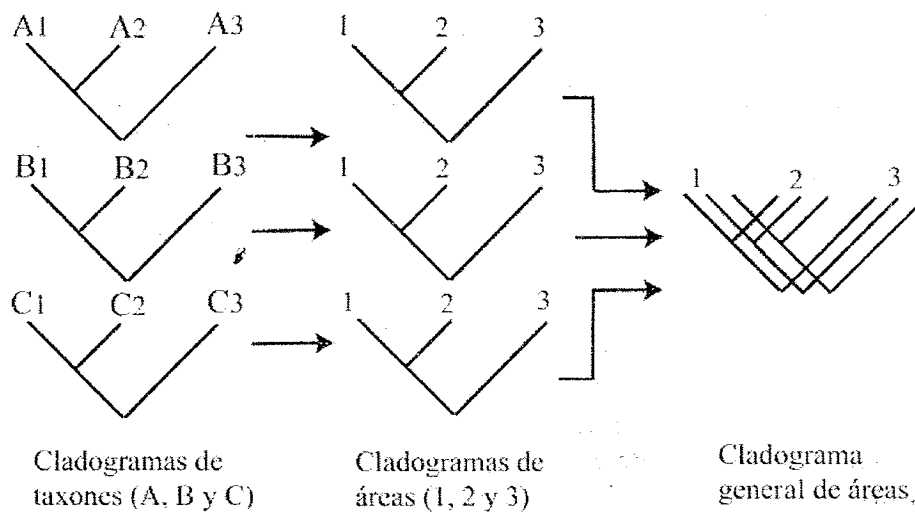 A1 A2 A3
1 2 3
B1 B2 B3
1 2 3
1 2 3
C1 C2 C3
1 2 3
Cladogramas de
taxones (A, B y C)
Cladogramas de
áreas (1, 2 y 3)
Cladograma
general de áreas.